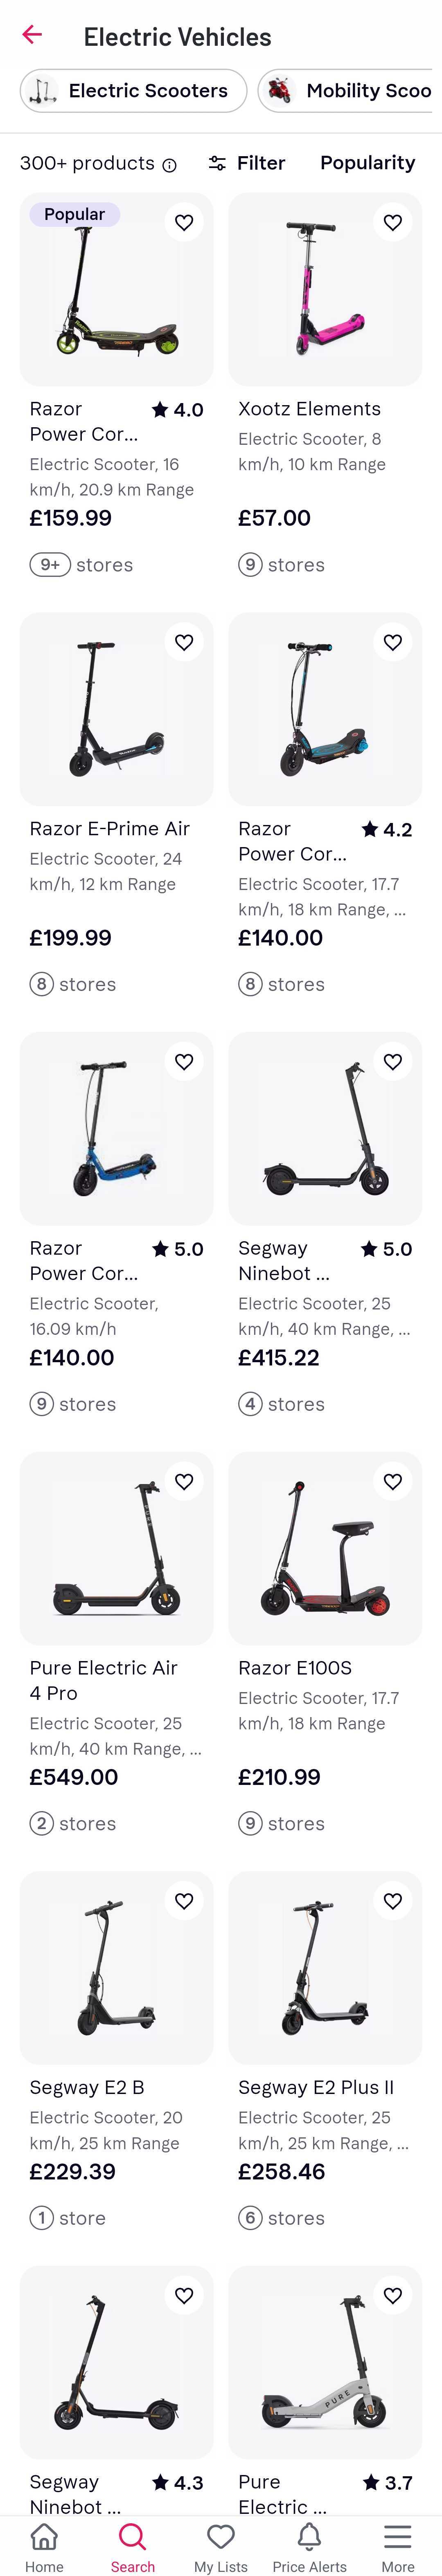 Electric Vehicles
Electric Scooters
Mobility Scoo
300+ products
Filter
Popularity
Popular
Razor
Power Cor...
4.0
Electric Scooter, 16
km/h, 20.9 km Range
£159.99
9+ stores
Xootz Elements
Electric Scooter, 8
km/h, 10 km Range
£57.00
9 stores
Razor E-Prime Air
Electric Scooter, 24
km/h, 12 km Range
£199.99
8 stores
Razor
Power Cor...
4.2
Electric Scooter, 17.7
km/h, 18 km Range, ...
£140.00
8 stores
Razor
Power Cor...
5.0
Electric Scooter,
16.09 km/h
£140.00
9 stores
Segway
Ninebot ...
5.0
Electric Scooter, 25
km/h, 40 km Range, ...
£415.22
4 stores
Pure Electric Air
4 Pro
Electric Scooter, 25
km/h, 40 km Range, ...
£549.00
2 stores
Razor E100S
Electric Scooter, 17.7
km/h, 18 km Range
£210.99
9 stores
Segway E2 B
Electric Scooter, 20
km/h, 25 km Range
£229.39
1 store
Segway E2 Plus II
Electric Scooter, 25
km/h, 25 km Range, ...
£258.46
6 stores
Segway
Ninebot ...
4.3
PURE
Pure
Electric ...
3.7
Home
Search
My Lists
Price Alerts
More